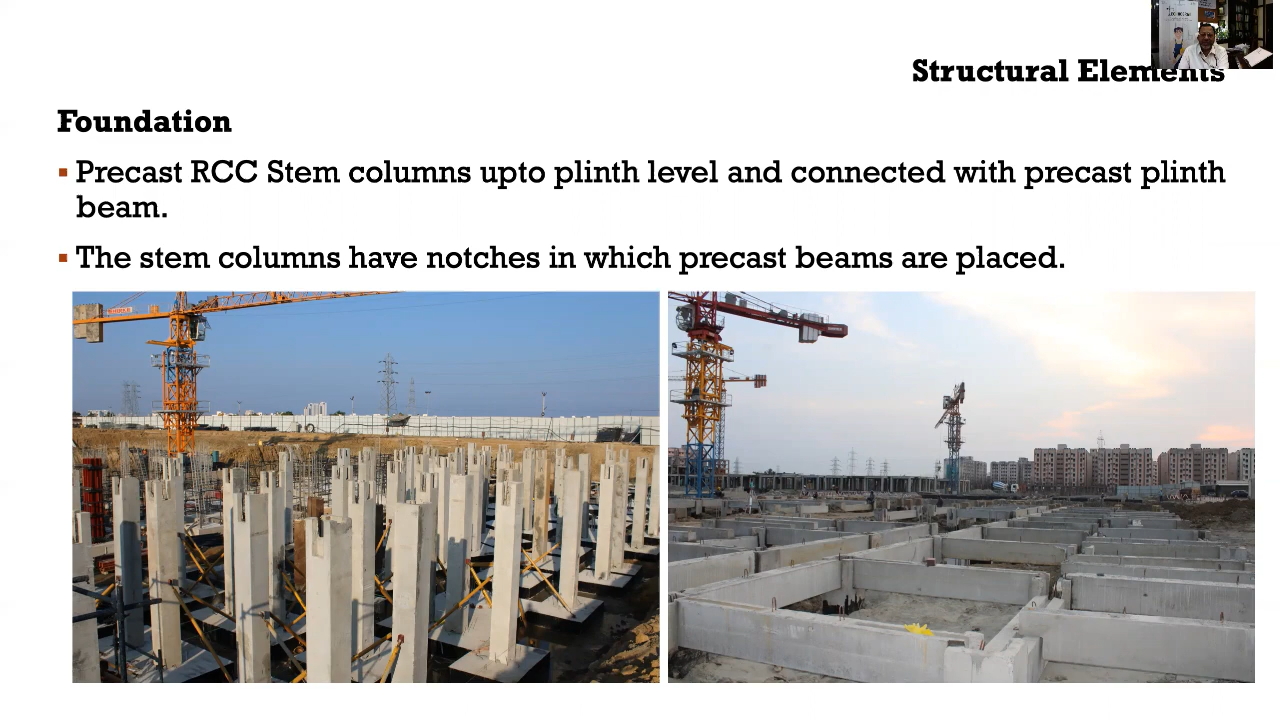 Structural Elements
Foundation
▪ Precast RCC Stem columns upto plinth level and connected with precast plinth
beam.
▪ The stem columns have notches in which precast beams are placed.